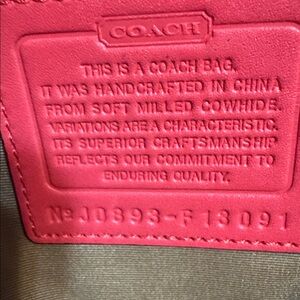 COACH
THIS IS A COACH BAG.
IT WAS HANDCRAFTED IN CHINA
FROM SOFT MILLED COWHIDE.
VARIATIONS ARE A CHARACTERISTIC.
ITS SUPERIOR CRAFTSMANSHIP
REFLECTS OUR COMMITMENT TO
ENDURING QUALITY.
No J0893-F13091